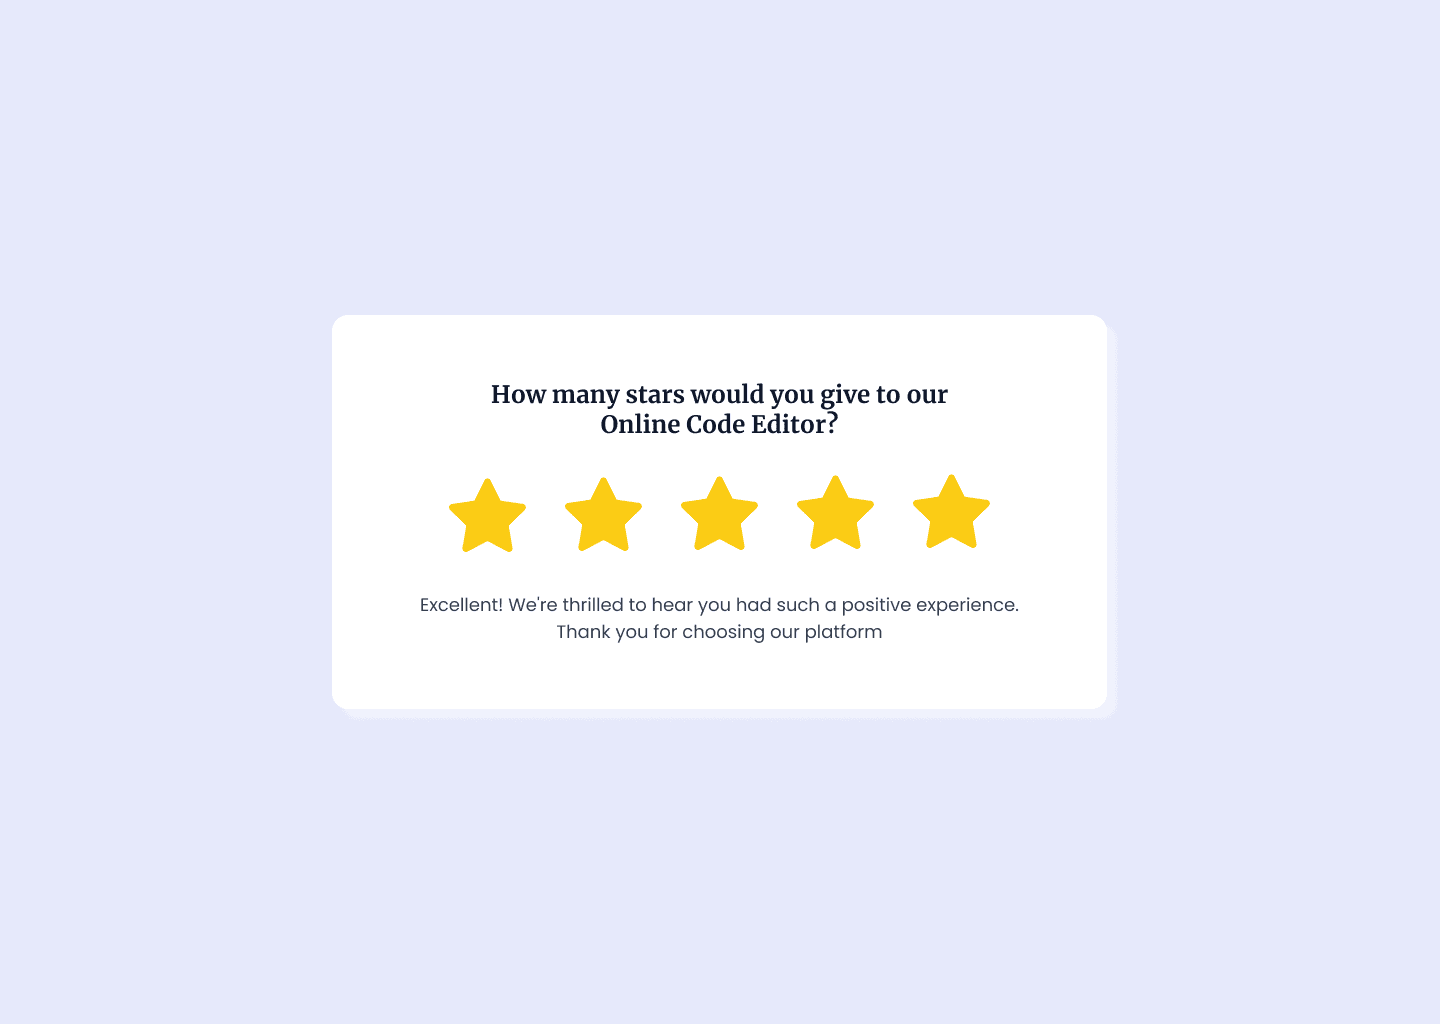 How many stars would you give to our
Online Code Editor?
Excellent! We're thrilled to hear you had such a positive experience.
Thank you for choosing our platform